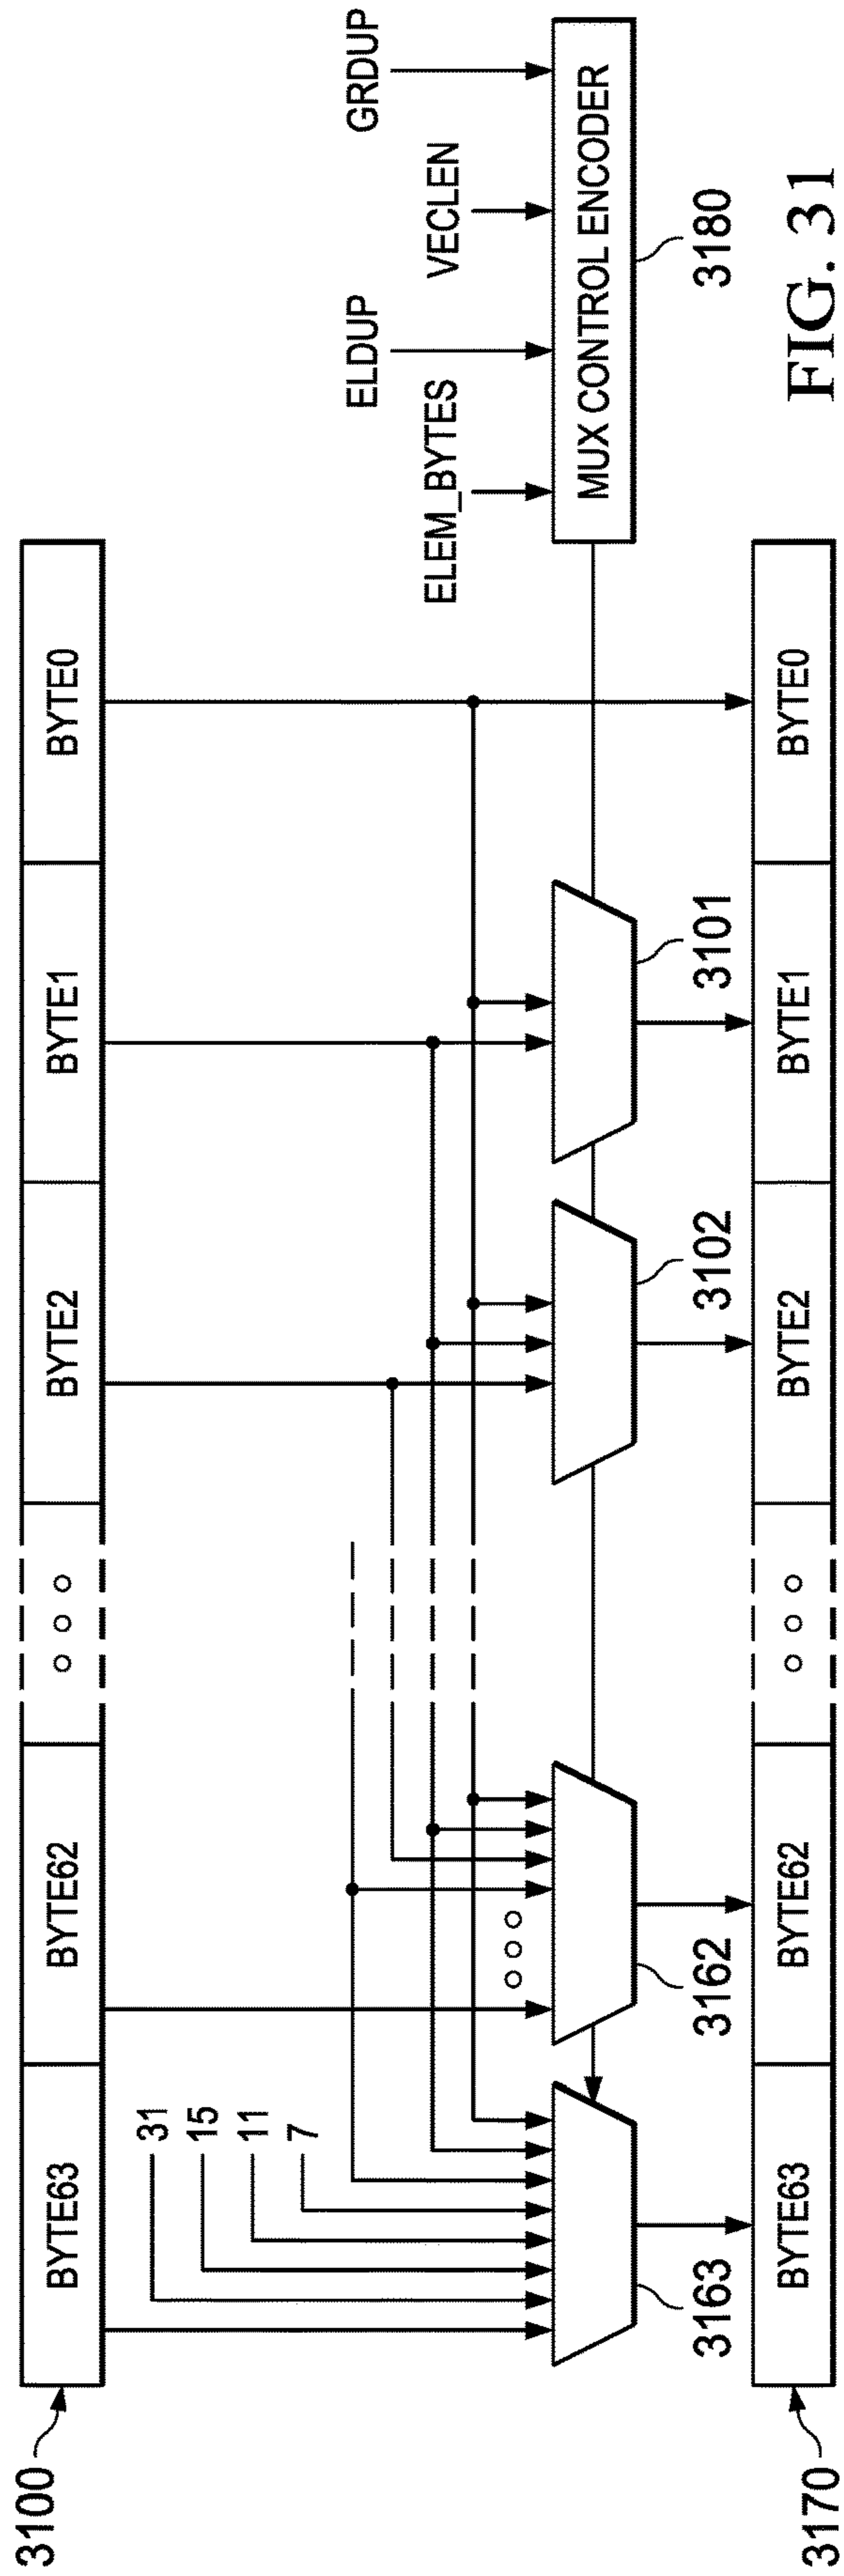 3100
BYTE63
BYTE62
BYTE2
BYTE1
BYTE0
31
15
11
7
GRDUP
VECLEN
ELDUP
ELEM_BYTES
MUX CONTROL ENCODER
3180
3163
3162
3102
3101
3170
BYTE63
BYTE62
BYTE2
BYTE1
BYTE0
FIG. 31